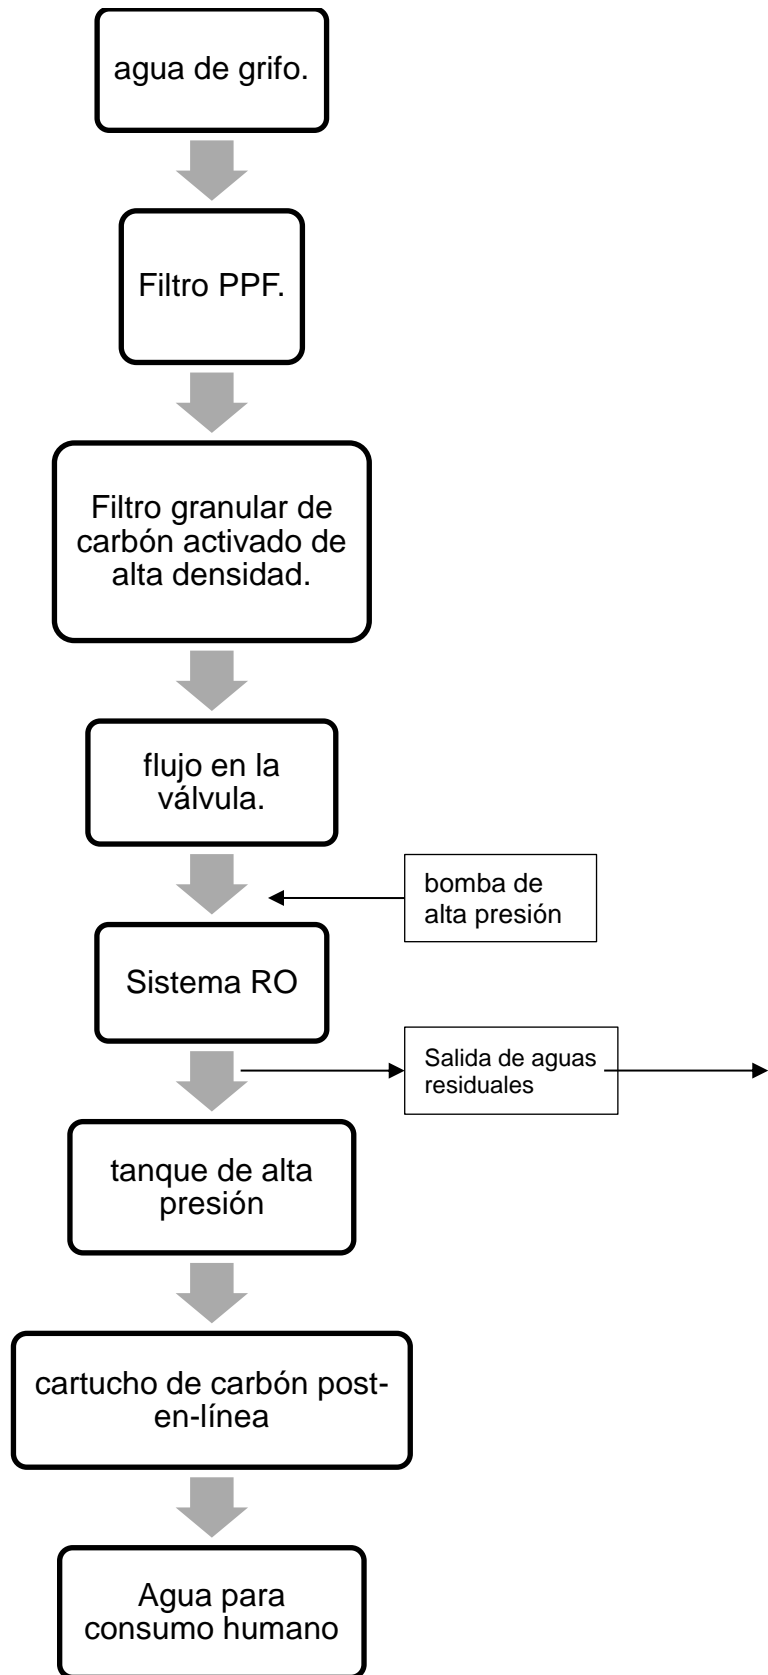 agua de grifo.
Filtro PPF.
Filtro granular de
carbón activado de
alta densidad.
flujo en la
válvula.
bomba de
alta presión
Sistema RO
Salida de aguas
residuales
tanque de alta
presión
cartucho de carbón post-
en-línea
Agua para
consumo humano